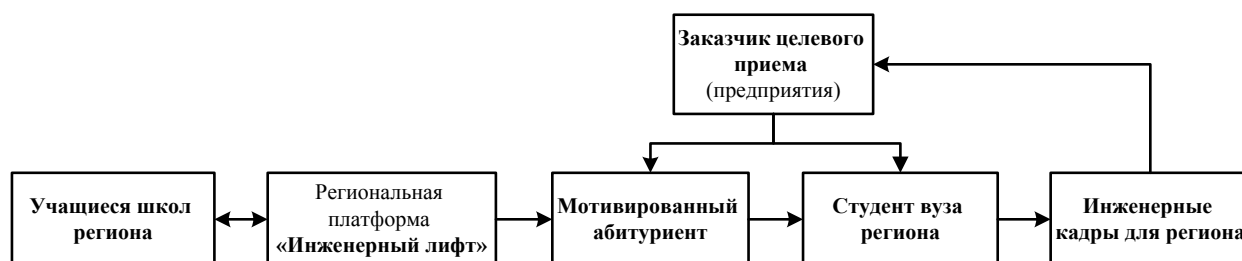 Заказчик целевого
приема
(предприятия)
Учащиеся школ
региона
Региональная
платформа
«Инженерный лифт»
Мотивированный
абитуриент
Студент вуза
региона
Инженерные
кадры для региона